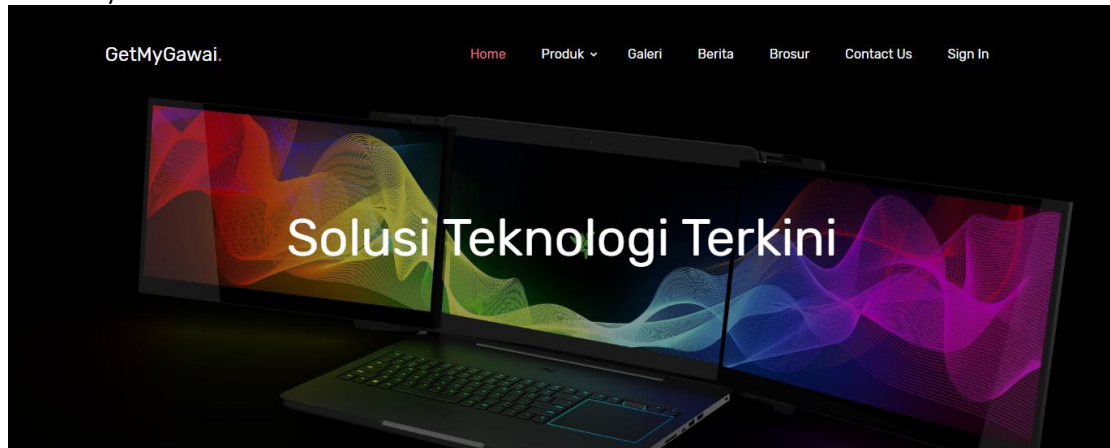 GetMyGawai.
Home Produk Galeri Berita Brosur Contact Us Sign In
Solusi Teknologi Terkini